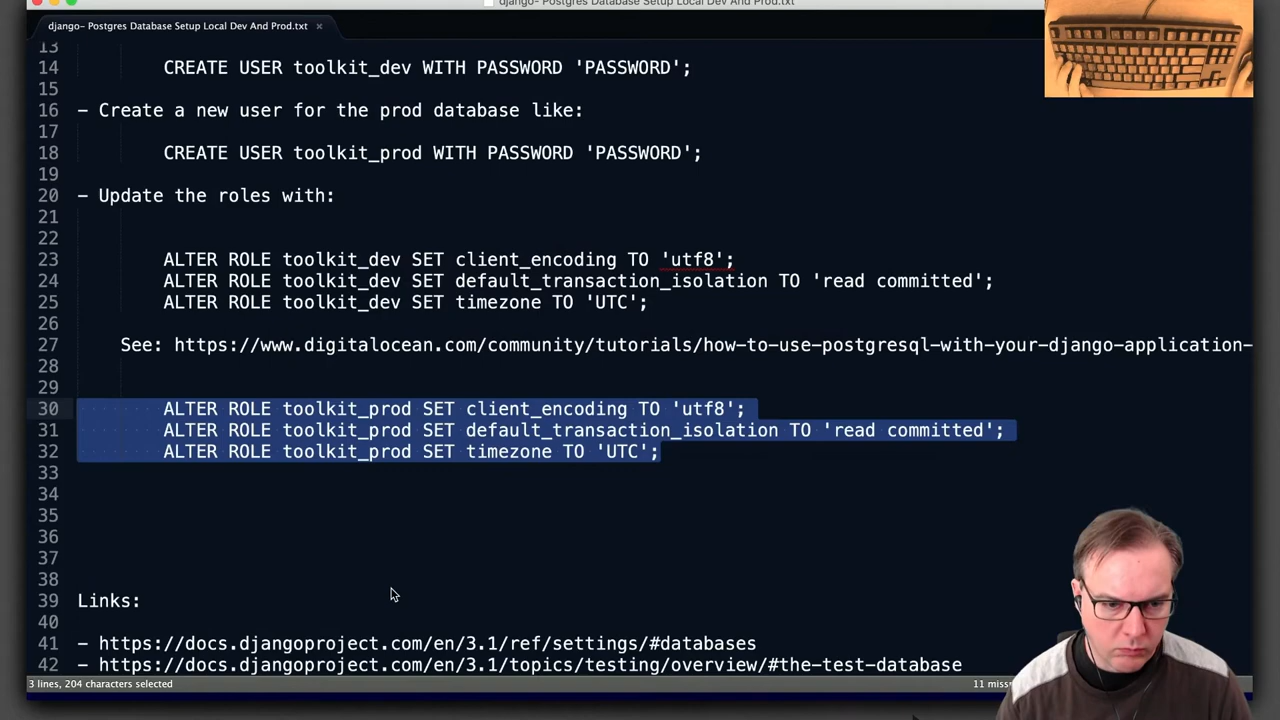 django- Postgres Database Setup Local Dev And Prod.txt
django- Postgres Database Setup Local Dev And Prod.txt ×
13
14 CREATE USER toolkit_dev WITH PASSWORD 'PASSWORD';
15
16 - Create a new user for the prod database like:
17
18 CREATE USER toolkit_prod WITH PASSWORD 'PASSWORD';
19
20 - Update the roles with:
21
22
23 ALTER ROLE toolkit_dev SET client_encoding TO 'utf8';
24 ALTER ROLE toolkit_dev SET default_transaction_isolation TO 'read committed';
25 ALTER ROLE toolkit_dev SET timezone TO 'UTC';
26
27 See: https://www.digitalocean.com/community/tutorials/how-to-use-postgresql-with-your-django-application-
28
29
30 ALTER ROLE toolkit_prod SET client_encoding TO 'utf8';
31 ALTER ROLE toolkit_prod SET default_transaction_isolation TO 'read committed';
32 ALTER ROLE toolkit_prod SET timezone TO 'UTC';
33
34
35
36
37
38
39 Links:
40
41 - https://docs.djangoproject.com/en/3.1/ref/settings/#databases
42 - https://docs.djangoproject.com/en/3.1/topics/testing/overview/#the-test-database
3 lines, 204 characters selected
11